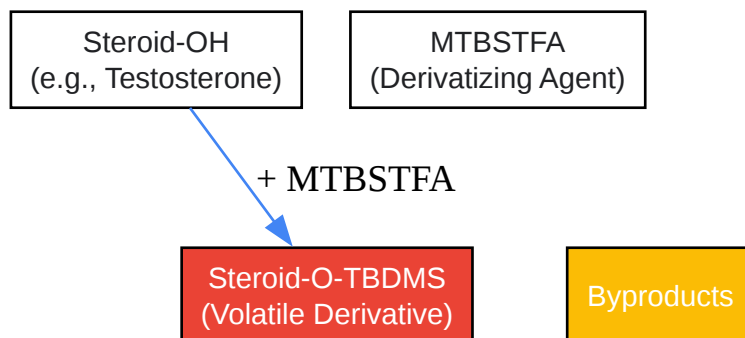 Steroid-OH
(e.g., Testosterone)
MTBSTFA
(Derivatizing Agent)
+ MTBSTFA
Steroid-O-TBDMS
(Volatile Derivative)
Byproducts